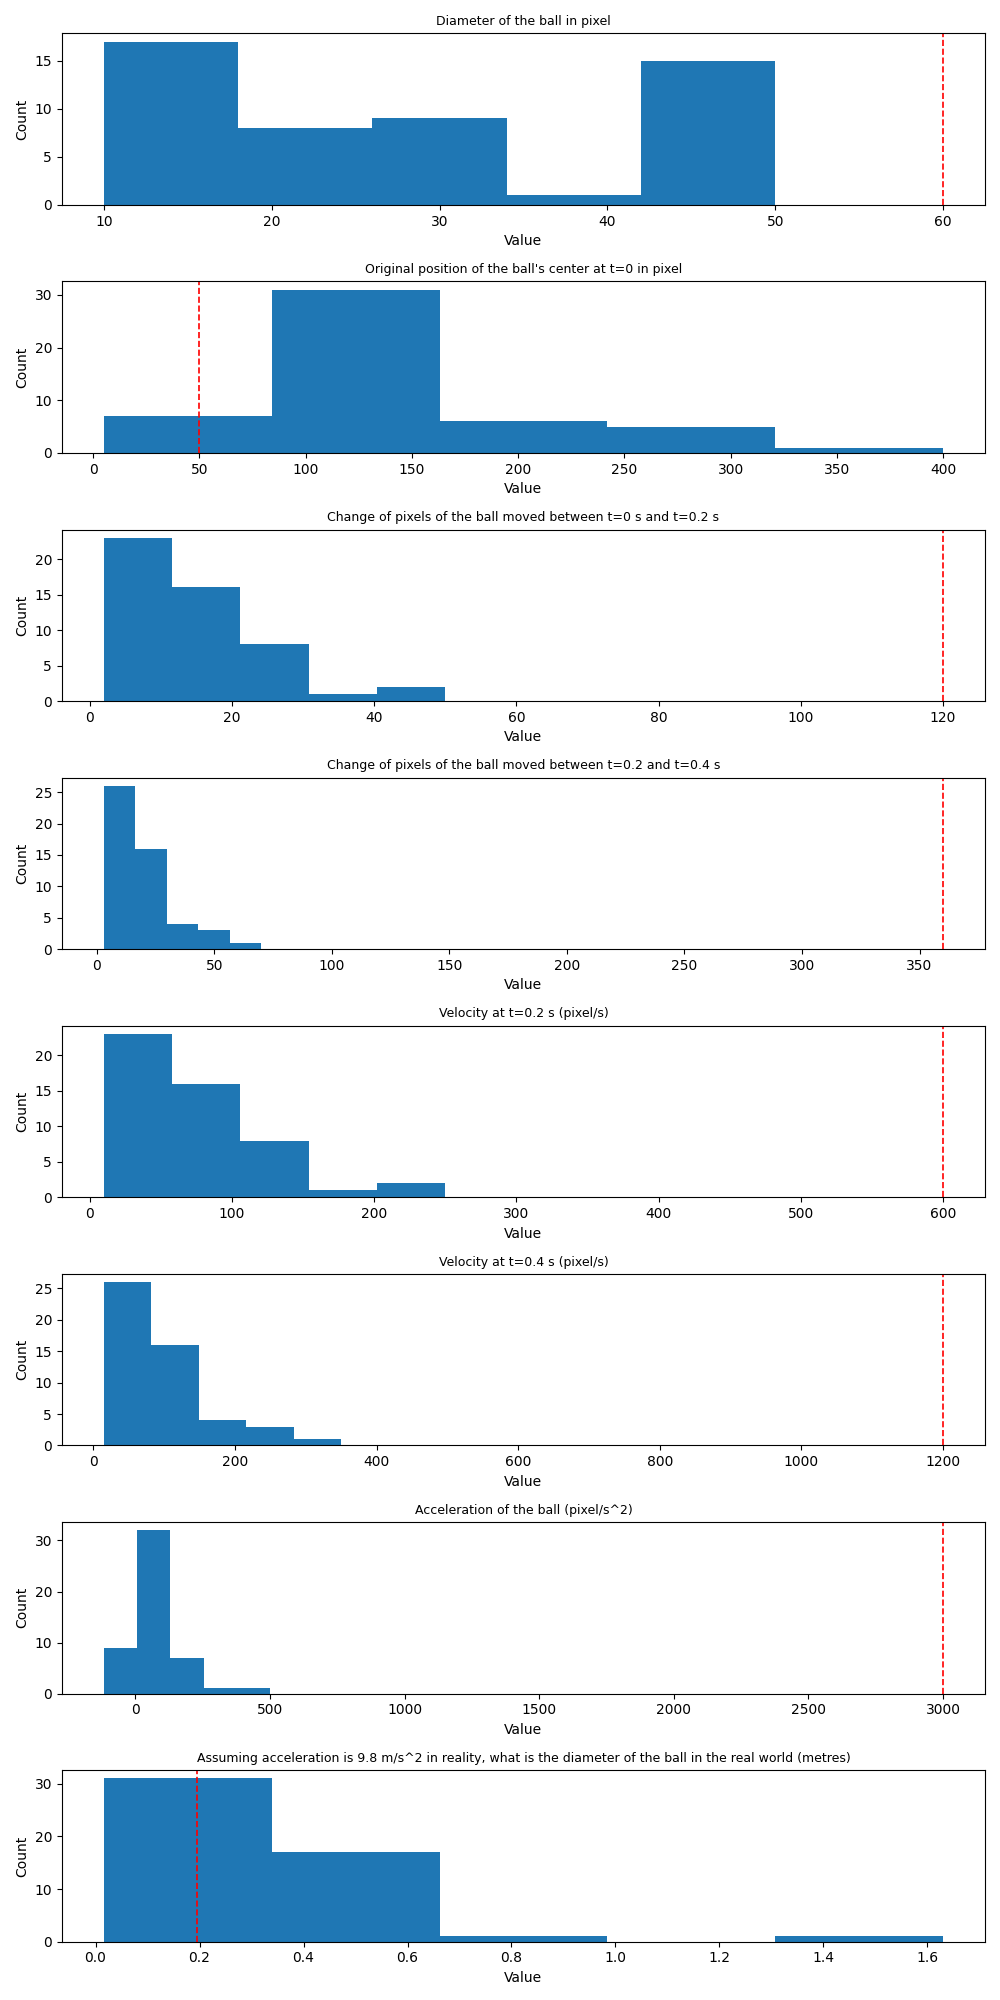 Diameter of the ball in pixel
Count
15
10
5
0
10 20 30 40 50 60
Value
Original position of the ball's center at t=0 in pixel
Count
30
20
10
0
0 50 100 150 200 250 300 350 400
Value
Change of pixels of the ball moved between t=0 s and t=0.2 s
Count
20
15
10
5
0
0 20 40 60 80 100 120
Value
Change of pixels of the ball moved between t=0.2 and t=0.4 s
Count
25
20
15
10
5
0
0 50 100 150 200 250 300 350
Value
Velocity at t=0.2 s (pixel/s)
Count
20
15
10
5
0
0 100 200 300 400 500 600
Value
Velocity at t=0.4 s (pixel/s)
Count
25
20
15
10
5
0
0 200 400 600 800 1000 1200
Value
Acceleration of the ball (pixel/s^2)
Count
30
20
10
0
0 500 1000 1500 2000 2500 3000
Value
Assuming acceleration is 9.8 m/s^2 in reality, what is the diameter of the ball in the real world (metres)
Count
30
20
10
0
0.0 0.2 0.4 0.6 0.8 1.0 1.2 1.4 1.6
Value